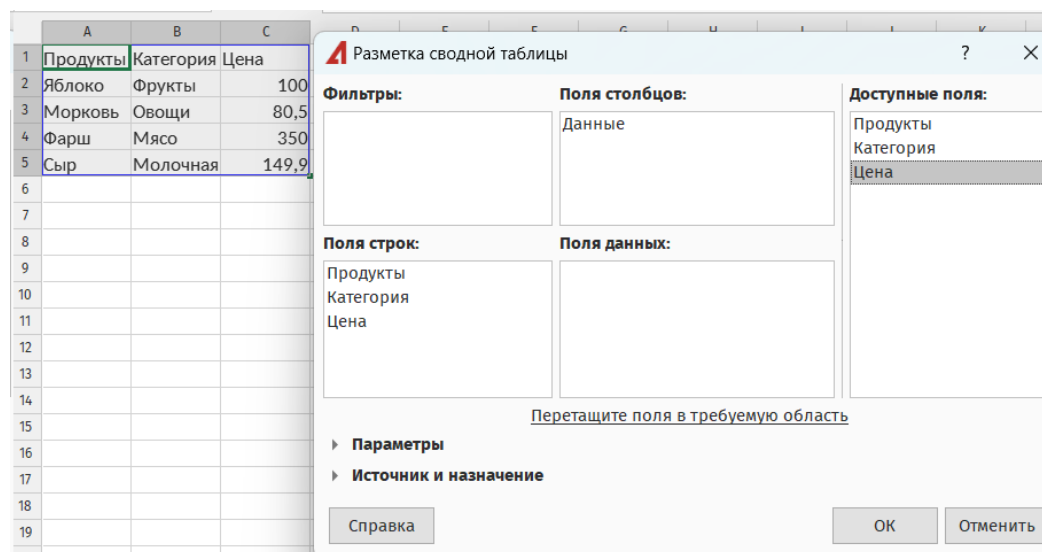 A B C
1 Продукты Категория Цена
2 Яблоко Фрукты 100
3 Морковь Овощи 80,5
4 Фарш Мясо 350
5 Сыр Молочная 149,9
6
7
8
9
10
11
12
13
14
15
16
17
18
19
Разметка сводной таблицы ?
Фильтры: Поля столбцов: Доступные поля:
Данные
Продукты
Категория
Цена
Поля строк: Поля данных:
Продукты
Категория
Цена
Перетащите поля в требуемую область
Параметры
Источник и назначение
Справка ОК Отменить